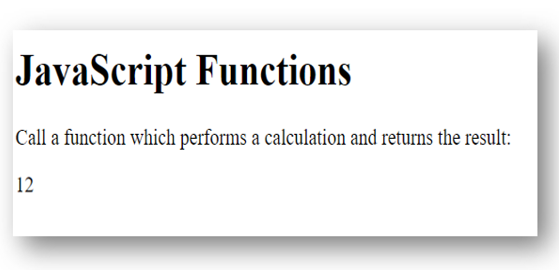 JavaScript Functions
Call a function which performs a calculation and returns the result:
12